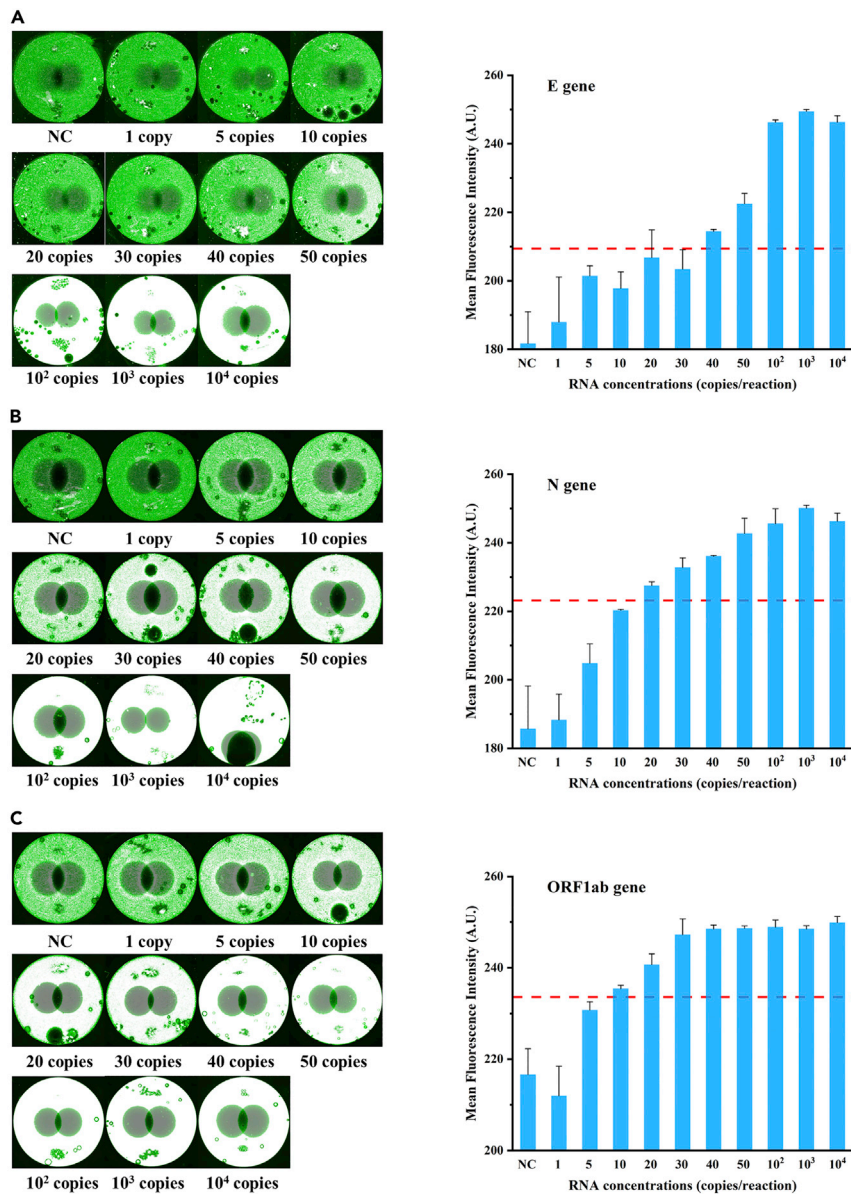 A
NC 1 copy 5 copies 10 copies
20 copies 30 copies 40 copies 50 copies
10² copies 10³ copies 10⁴ copies
E gene
Mean Fluorescence Intensity (A.U.)
260
240
220
200
180
NC 1 5 10 20 30 40 50 10² 10³ 10⁴
RNA concentrations (copies/reaction)
B
NC 1 copy 5 copies 10 copies
20 copies 30 copies 40 copies 50 copies
10² copies 10³ copies 10⁴ copies
N gene
Mean Fluorescence Intensity (A.U.)
260
240
220
200
180
NC 1 5 10 20 30 40 50 10² 10³ 10⁴
RNA concentrations (copies/reaction)
C
NC 1 copy 5 copies 10 copies
20 copies 30 copies 40 copies 50 copies
10² copies 10³ copies 10⁴ copies
ORF1ab gene
Mean Fluorescence Intensity (A.U.)
260
240
220
200
NC 1 5 10 20 30 40 50 10² 10³ 10⁴
RNA concentrations (copies/reaction)